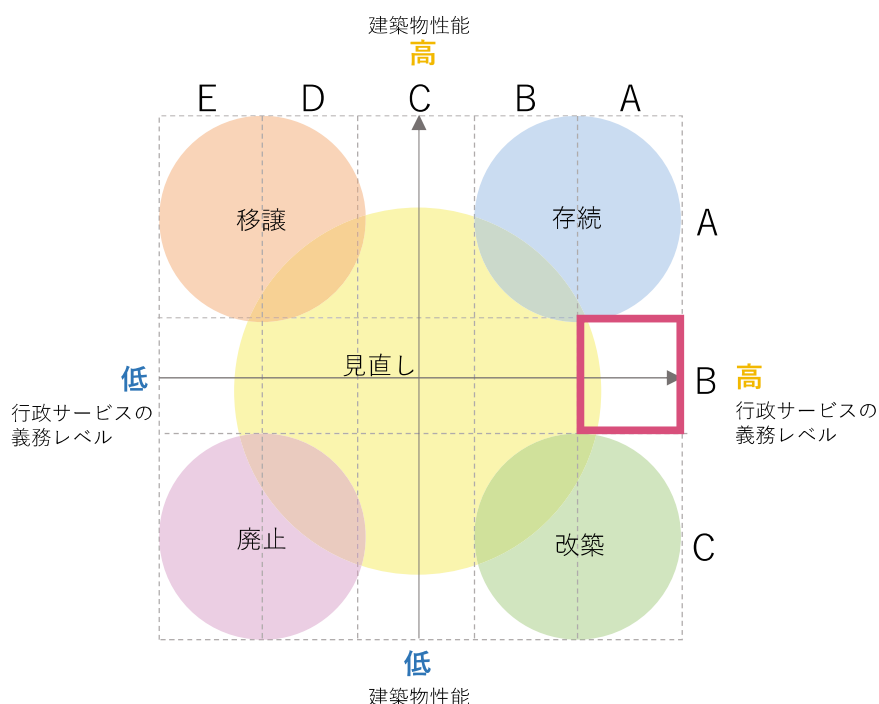 建築物性能
高
E D C B A
移譲
存続
A
見直し
低
B
高
行政サービスの
義務レベル
行政サービスの
義務レベル
廃止
改築
C
低
建築物性能